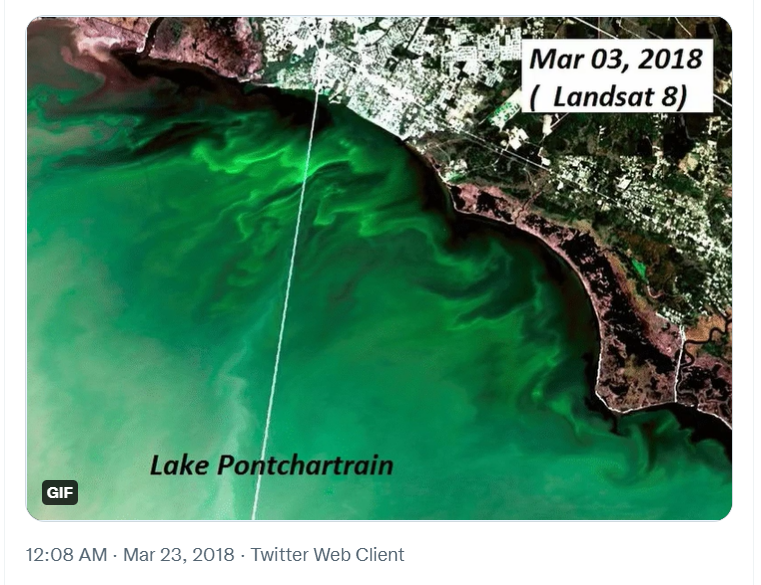 Mar 03, 2018
( Landsat 8)
Lake Pontchartrain
GIF
12:08 AM · Mar 23, 2018 · Twitter Web Client